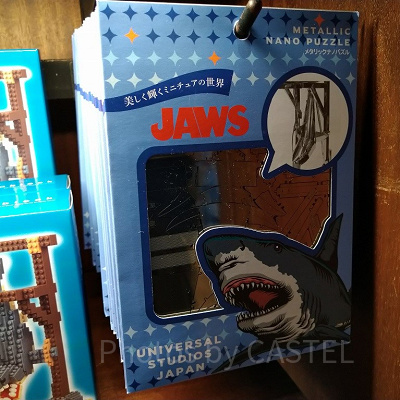 METALLIC
NANO PUZZLE
メタリックナノパズル
美しく輝くミニチュアの世界
JAWS
UNIVERSAL
STUDIOS
JAPAN
Photo by CASTEL